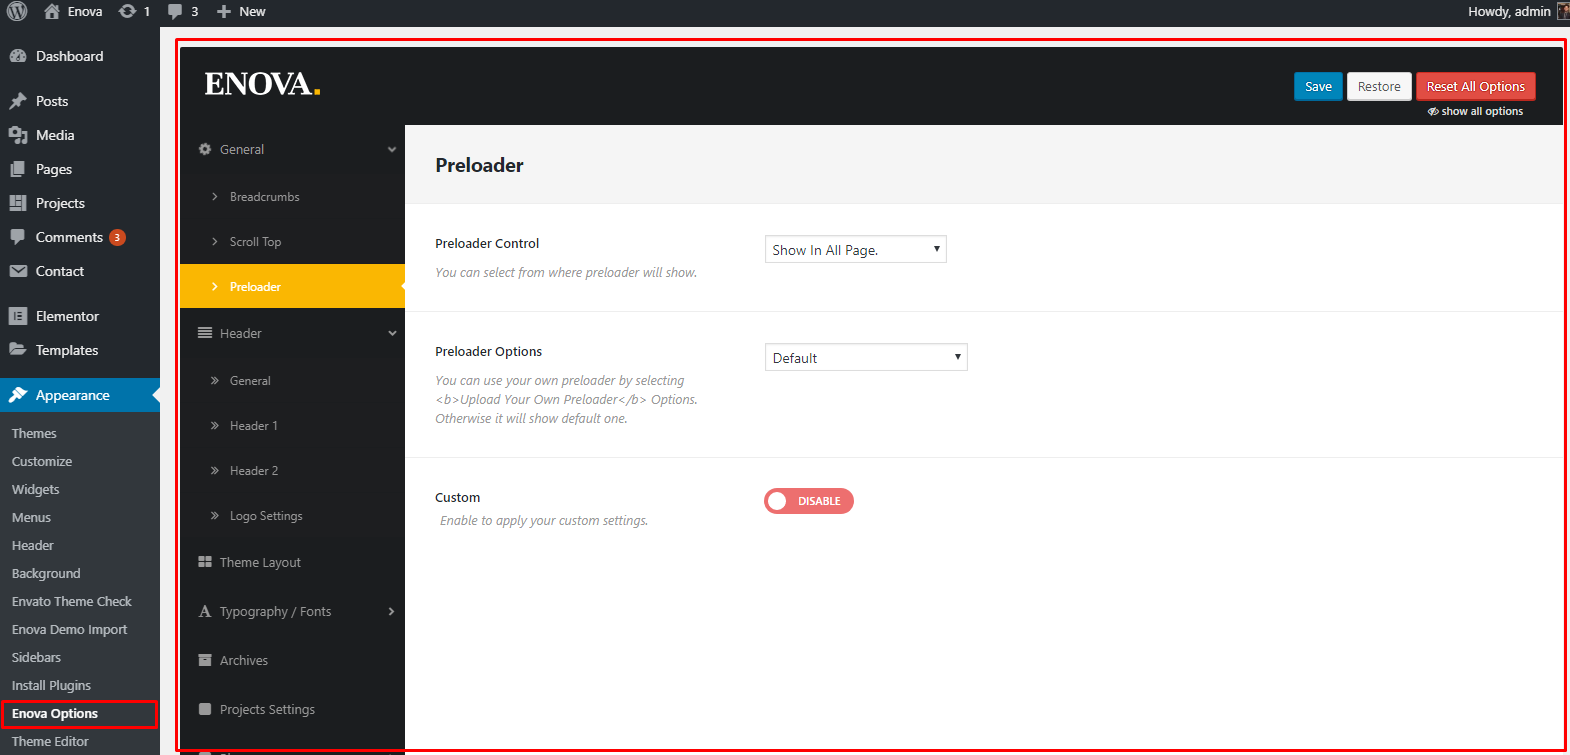 Enova 1 3 New Howdy, admin
Dashboard
Posts
Media
Pages
Projects
Comments 3
Contact
Elementor
Templates
Appearance
Themes
Customize
Widgets
Menus
Header
Background
Envato Theme Check
Enova Demo Import
Sidebars
Install Plugins
Enova Options
Theme Editor
ENOVA.
Save Restore Reset All Options
show all options
General
Breadcrumbs
Scroll Top
Preloader
Header
General
Header 1
Header 2
Logo Settings
Theme Layout
Typography / Fonts
Archives
Projects Settings
Preloader
Preloader Control
You can select from where preloader will show.
Show In All Page.
Preloader Options
You can use your own preloader by selecting
<b>Upload Your Own Preloader</b> Options.
Otherwise it will show default one.
Default
Custom
Enable to apply your custom settings.
DISABLE